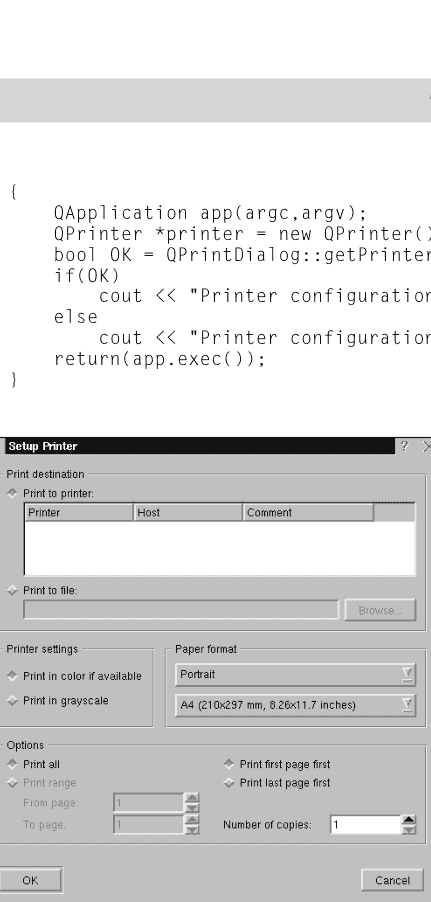 {
QApplication app(argc,argv);
QPrinter *printer = new QPrinter()
bool OK = QPrintDialog::getPrinter
if(OK)
cout << "Printer configuration
else
cout << "Printer configuration
return(app.exec());
}
Setup Printer ? X
Print destination
Print to printer:
Printer Host Comment
Print to file:
Browse...
Printer settings Paper format
Print in color if available Portrait
Print in grayscale A4 (210x297 mm, 8.26x11.7 inches)
Options
Print all Print first page first
Print range Print last page first
From page: 1
To page: 1 Number of copies: 1
OK Cancel